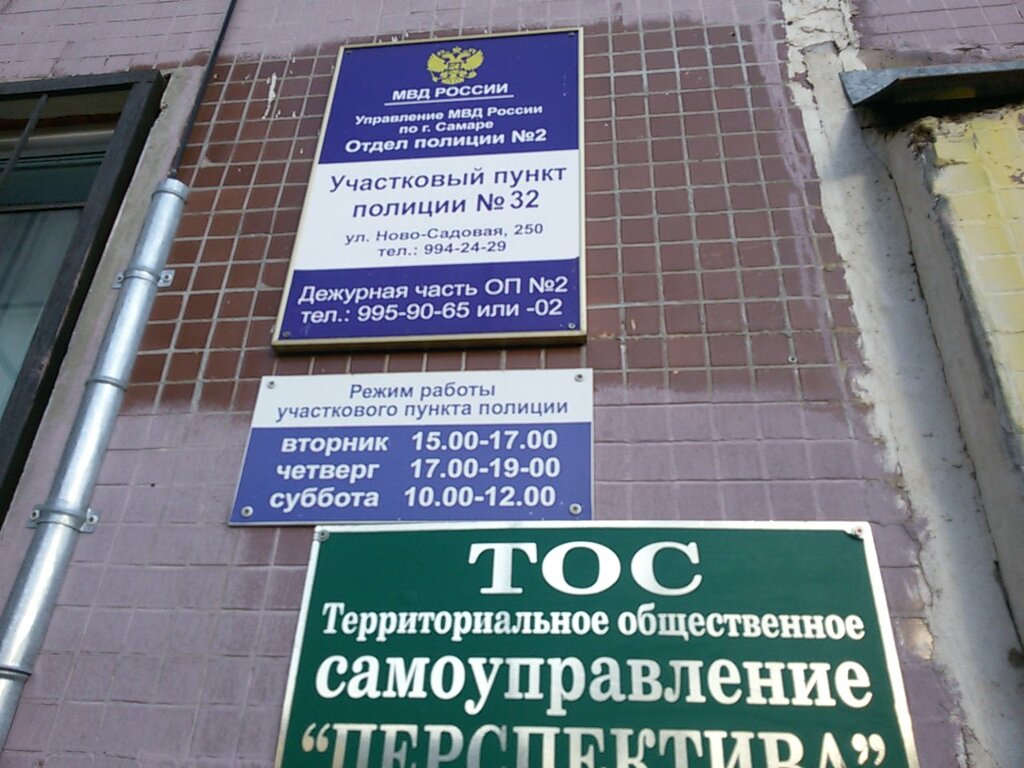 МВД РОССИИ
Управление МВД России
по г. Самаре
Отдел полиции №2
Участковый пункт
полиции № 32
ул. Ново-Садовая, 250
тел.: 994-24-29
Дежурная часть ОП №2
тел.: 995-90-65 или -02
Режим работы
участкового пункта полиции
вторник 15.00-17.00
четверг 17.00-19-00
суббота 10.00-12.00
ТОС
Территориальное общественное
самоуправление
“ПЕРСПЕКТИВА”